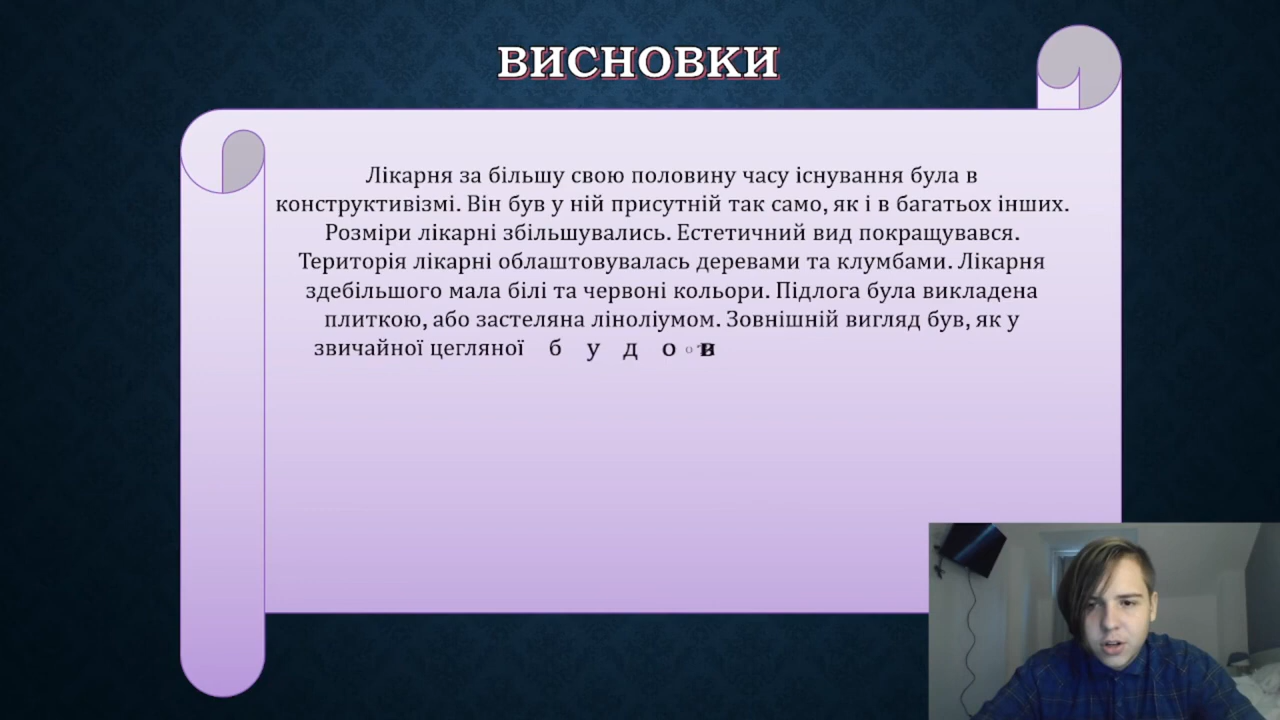 ВИСНОВКИ
Лікарня за більшу свою половину часу існування була в
конструктивізмі. Він був у ній присутній так само, як і в багатьох інших.
Розміри лікарні збільшувались. Естетичний вид покращувався.
Територія лікарні облаштовувалась деревами та клумбами. Лікарня
здебільшого мала білі та червоні кольори. Підлога була викладена
плиткою, або застеляна ліноліумом. Зовнішній вигляд був, як у
звичайної цегляної